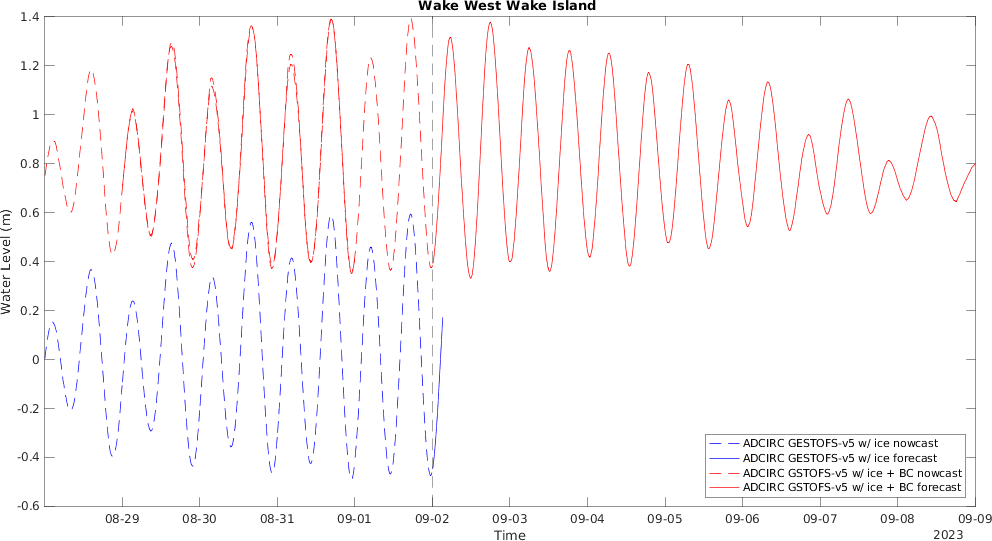 Wake West Wake Island
1.4
1.2
1
0.8
0.6
0.4
0.2
0
-0.2
-0.4
-0.6
Water Level (m)
ADCIRC GESTOFS-v5 w/ ice nowcast
ADCIRC GESTOFS-v5 w/ ice forecast
ADCIRC GSTOFS-v5 w/ ice + BC nowcast
ADCIRC GSTOFS-v5 w/ ice + BC forecast
08-29 08-30 08-31 09-01 09-02 09-03 09-04 09-05 09-06 09-07 09-08 09-09
Time
2023